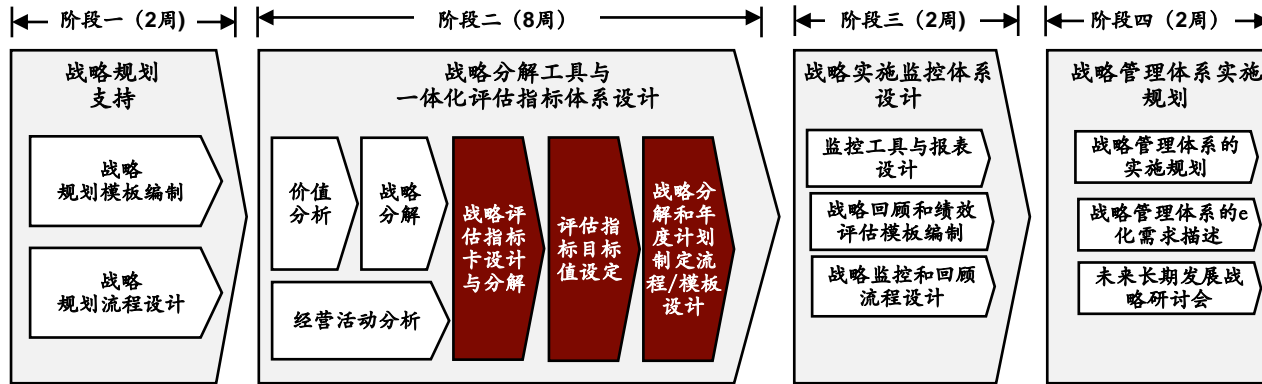 阶段一（2周）
阶段二（8周）
阶段三（2周）
阶段四（2周）
战略规划
支持
战略
规划模板编制
战略
规划流程设计
战略分解工具与
一体化评估指标体系设计
价值
分析
战略
分解
经营活动分析
战略评
估指标
卡设计
与分解
评估指
标目标
值设定
战略分
解和年
度计划
制定流
程/模板
设计
战略实施监控体系
设计
监控工具与报表
设计
战略回顾和绩效
评估模板编制
战略监控和回顾
流程设计
战略管理体系实施
规划
战略管理体系的
实施规划
战略管理体系的e
化需求描述
未来长期发展战
略研讨会